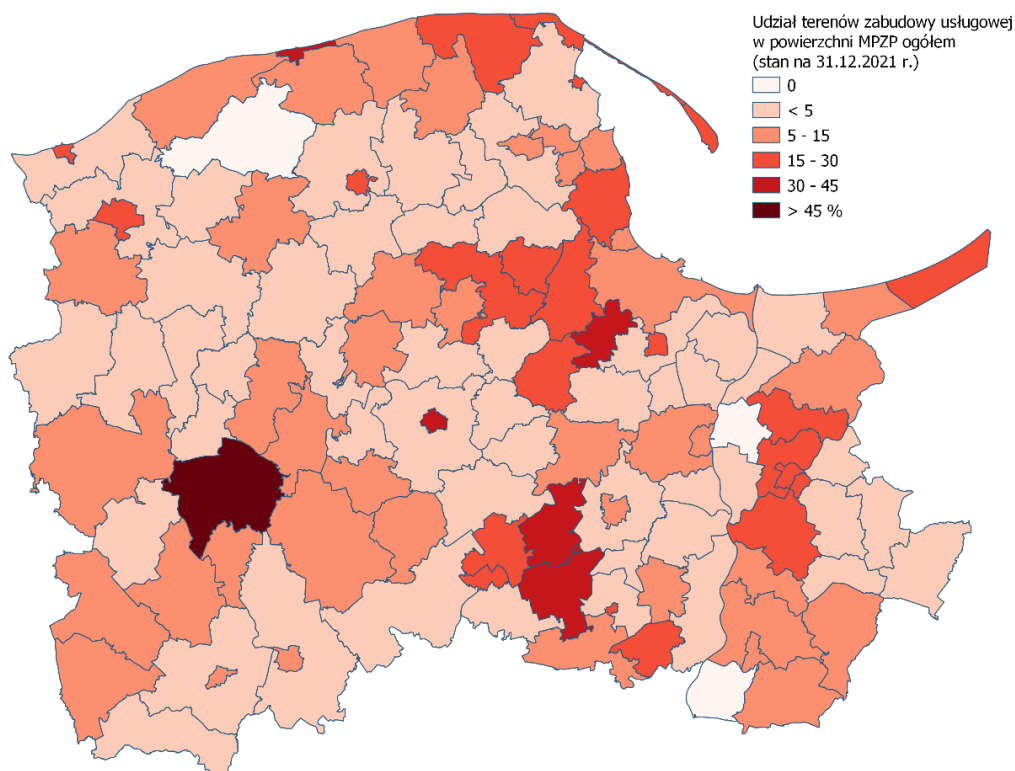 Udział terenów zabudowy usługowej
w powierzchni MPZP ogółem
(stan na 31.12.2021 r.)
0
< 5
5 - 15
15 - 30
30 - 45
> 45 %